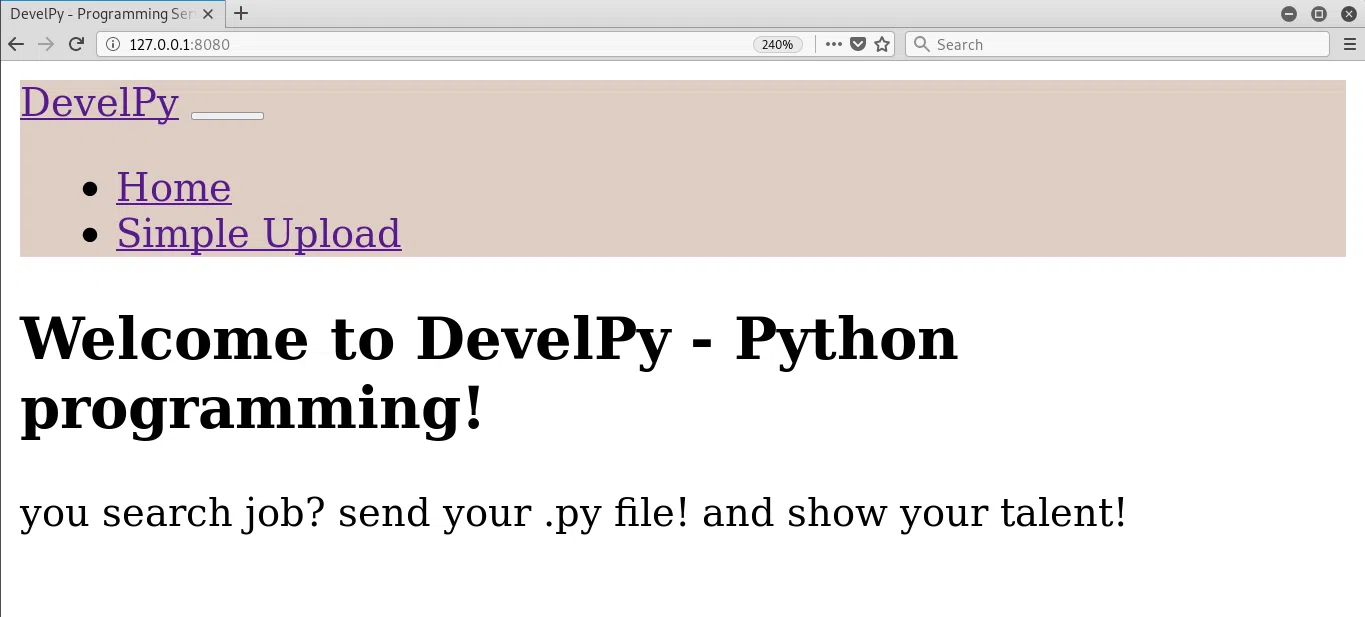 DevelPy - Programming Ser
127.0.0.1:8080
240%
Search
DevelPy
Home
Simple Upload
Welcome to DevelPy - Python
programming!
you search job? send your .py file! and show your talent!